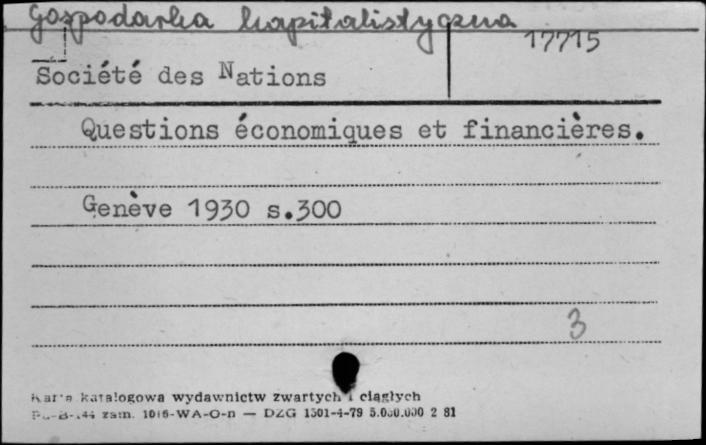 Gospodarka kapitalistyczna
17715
Société des Nations
Questions économiques et financières.
Genève 1930 s.300
3
Karta katalogowa wydawnictw zwartych i ciągłych
zam. 1016-WA-O-n — DZG 1501-4-79 5.000.000 2 81